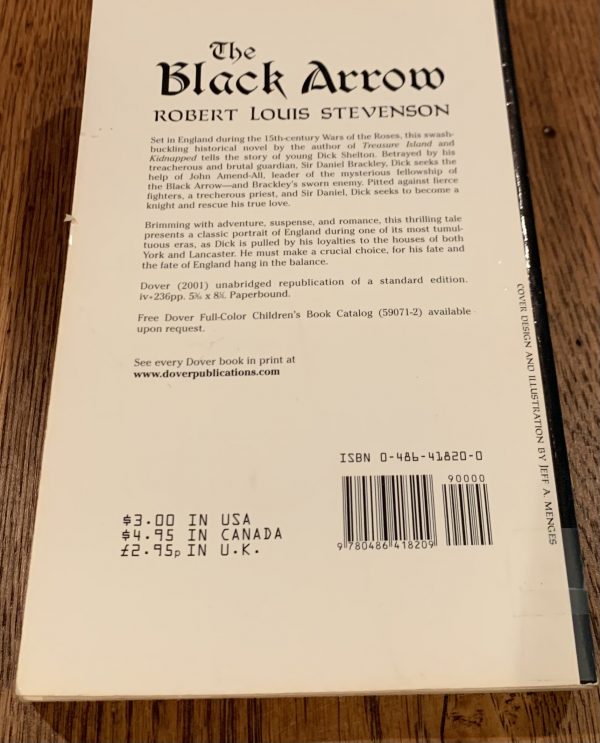 The
Black Arrow
ROBERT LOUIS STEVENSON
Set in England during the 15th-century Wars of the Roses, this swash-
buckling historical novel by the author of Treasure Island and
Kidnapped tells the story of young Dick Shelton. Betrayed by his
treacherous and brutal guardian, Sir Daniel Brackley, Dick seeks the
help of John Amend-All, leader of the mysterious fellowship of
the Black Arrow—and Brackley's sworn enemy. Pitted against fierce
fighters, a trecherous priest, and Sir Daniel, Dick seeks to become a
knight and rescue his true love.
Brimming with adventure, suspense, and romance, this thrilling tale
presents a classic portrait of England during one of its most tumul-
tuous eras, as Dick is pulled by his loyalties to the houses of both
York and Lancaster. He must make a crucial choice, for his fate and
the fate of England hang in the balance.
Dover (2001) unabridged republication of a standard edition.
iv+236pp. x Paperbound.
Free Dover Full-Color Children's Book Catalog (59071-2) available
upon request.
See every Dover book in print at
www.doverpublications.com
COVER DESIGN AND ILLUSTRATION BY JEFF A. MENGES
ISBN 0-486-41820-0
90000
9 780486 418209
$3.00 IN USA
$4.95 IN CANADA
£2.95p IN U.K.